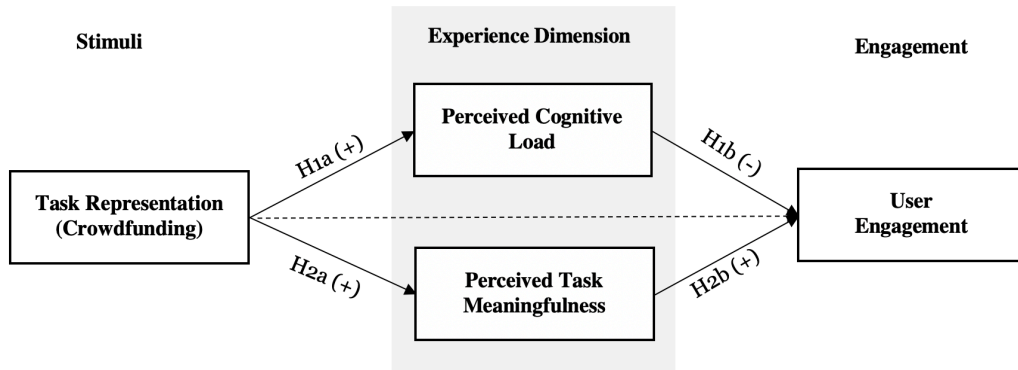 Stimuli
Experience Dimension
Engagement
Perceived Cognitive
Load
H1a (+)
H1b (-)
Task Representation
(Crowdfunding)
User
Engagement
H2a (+)
H2b (+)
Perceived Task
Meaningfulness